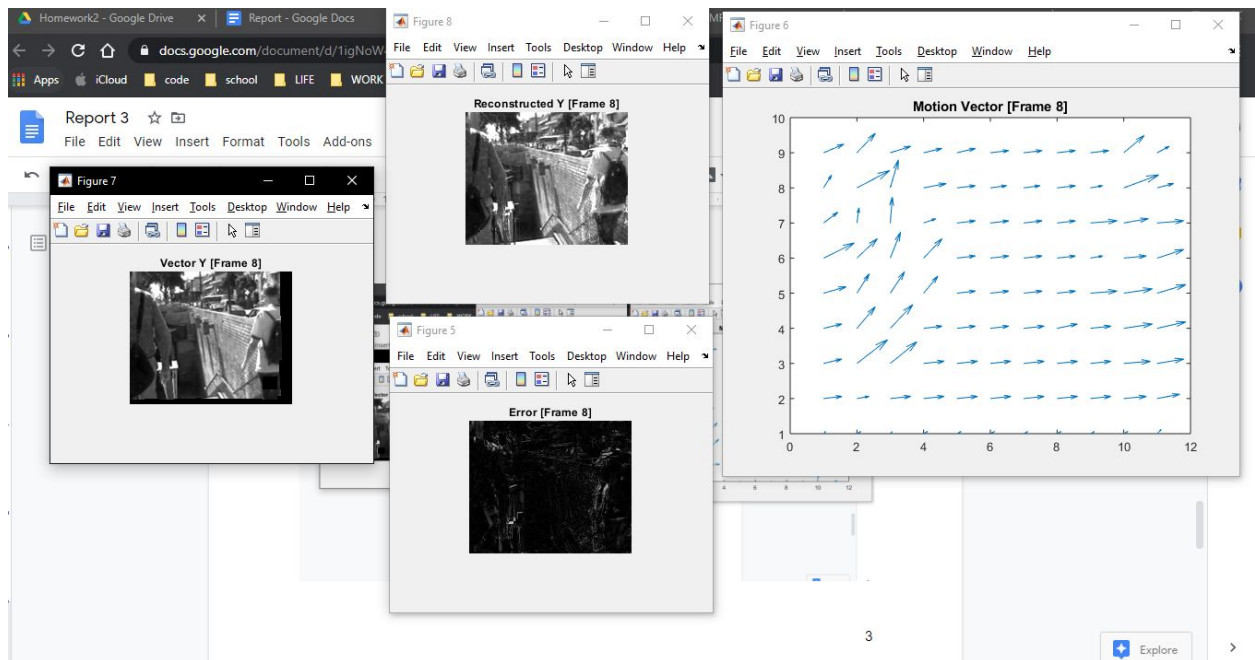 Homework2 - Google Drive
Report - Google Docs
docs.google.com/document/d/1igNoW
Apps iCloud code school LIFE WORK
Report 3
File Edit View Insert Format Tools Add-ons
Figure 7
File Edit View Insert Tools Desktop Window Help
Vector Y [Frame 8]
Figure 8
File Edit View Insert Tools Desktop Window Help
Reconstructed Y [Frame 8]
Figure 5
File Edit View Insert Tools Desktop Window Help
Error [Frame 8]
Figure 6
File Edit View Insert Tools Desktop Window Help
Motion Vector [Frame 8]
10
9
8
7
6
5
4
3
2
1
0 2 4 6 8 10 12
4 6 8 10 12
3
Explore